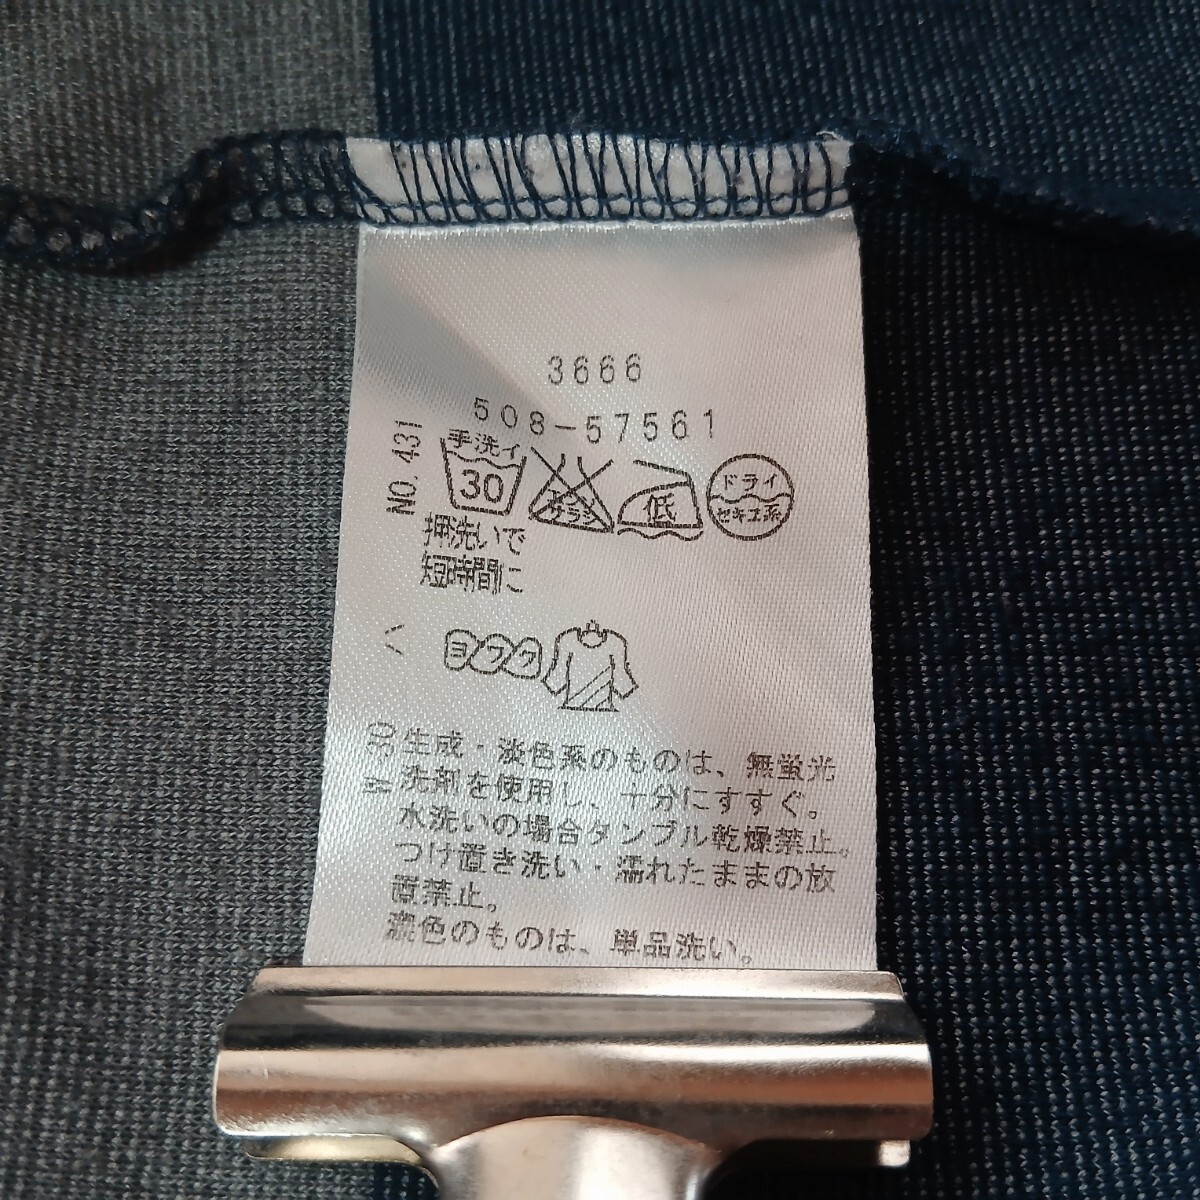 3666
508-57561
NO. 431
手洗イ
30
低
ドライ
セキユ系
押洗いで
短時間に
ヨワク
30
生成・淡色系のものは、無蛍光
洗剤を使用し、十分にすすぐ。
水洗いの場合タンブル乾燥禁止。
つけ置き洗い・濡れたままの放
置禁止。
濃色のものは、単品洗い。